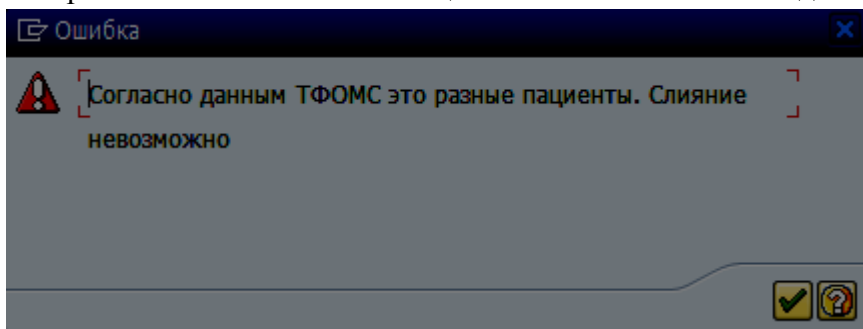 Ошибка
Согласно данным ТФОМС это разные пациенты. Слияние
невозможно